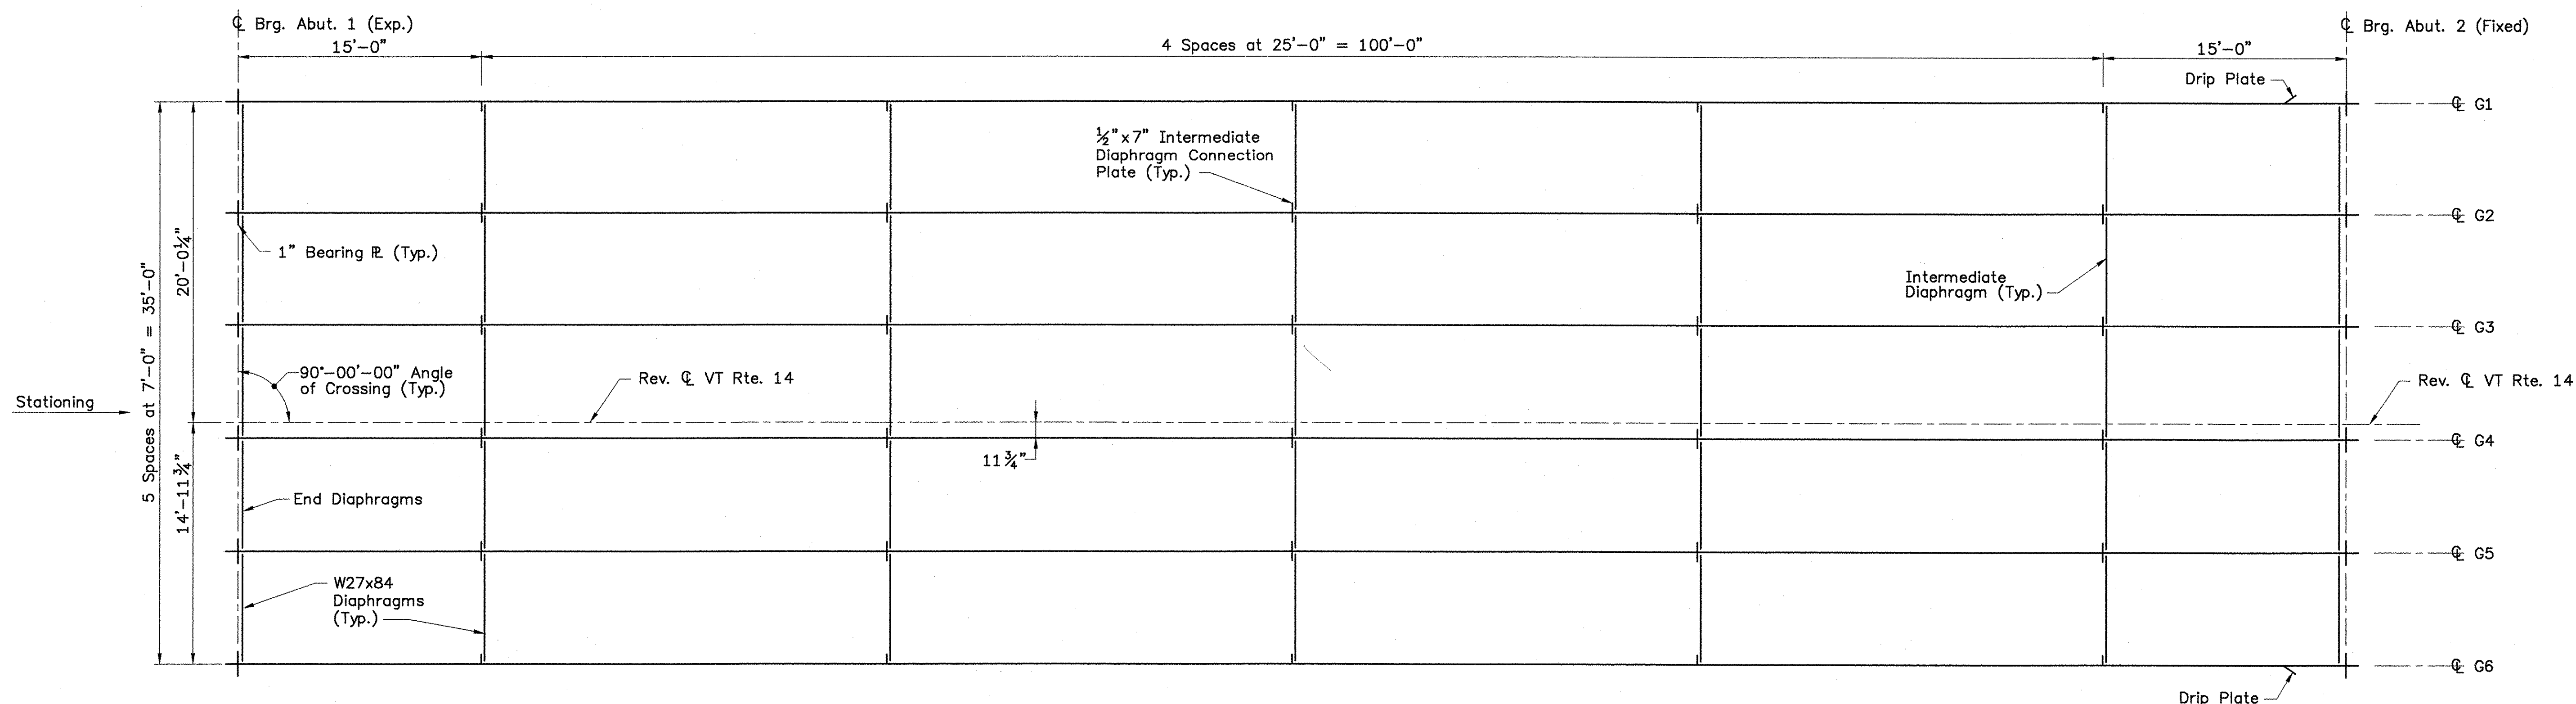 ℄ Brg. Abut. 1 (Exp.)
15'-0"
4 Spaces at 25'-0" = 100'-0"
15'-0"
℄ Brg. Abut. 2 (Fixed)
Drip Plate
℄ G1
½" x 7" Intermediate
Diaphragm Connection
Plate (Typ.)
℄ G2
1" Bearing ⅊ (Typ.)
20'-0¼"
5 Spaces at 7'-0" = 35'-0"
Intermediate
Diaphragm (Typ.)
℄ G3
90°-00'-00" Angle
of Crossing (Typ.)
Rev. ℄ VT Rte. 14
Rev. ℄ VT Rte. 14
Stationing
℄ G4
11¾"
14'-11¾"
End Diaphragms
℄ G5
W27x84
Diaphragms
(Typ.)
℄ G6
Drip Plate